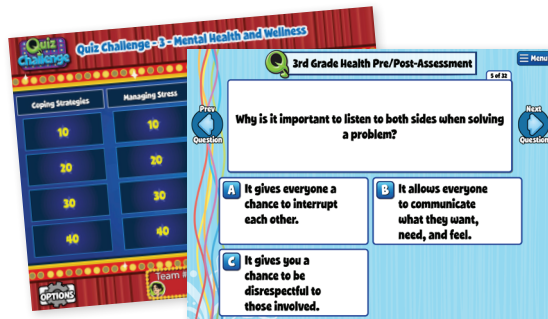 Quiz
Challenge
Quiz Challenge - 3 - Mental Health and Wellness
Coping Strategies
Managing Stress
10
10
20
20
30
30
40
40
OPTIONS
Team #
Q
3rd Grade Health Pre/Post-Assessment
Menu
5 of 32
Prev
Question
Next
Question
Why is it important to listen to both sides when solving
a problem?
A It gives everyone a
chance to interrupt
each other.
B It allows everyone
to communicate
what they want,
need, and feel.
C It gives you a
chance to be
disrespectful to
those involved.